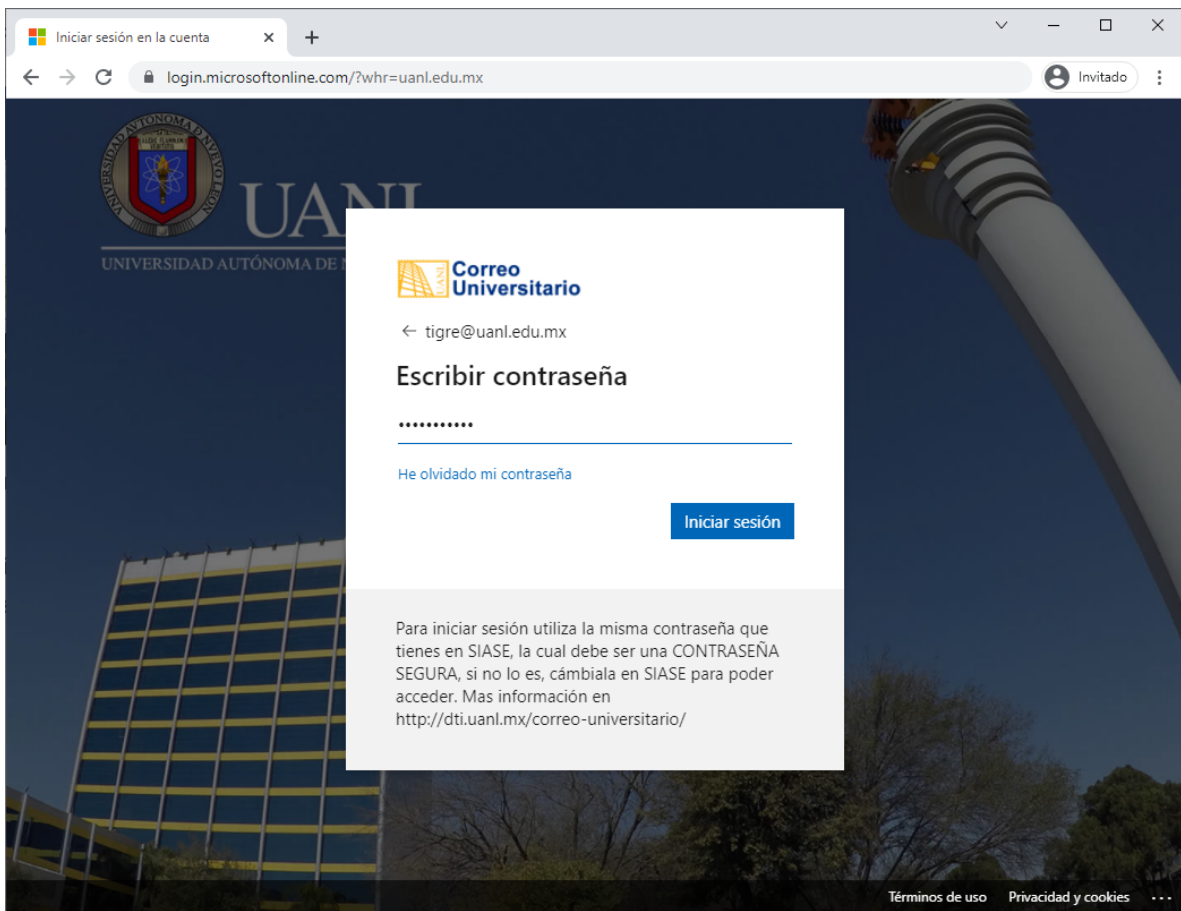 Iniciar sesión en la cuenta
login.microsoftonline.com/?whr=uanl.edu.mx
Invitado
UANL
UNIVERSIDAD AUTÓNOMA DE
UANL
Correo
Universitario
tigre@uanl.edu.mx
Escribir contraseña
He olvidado mi contraseña
Iniciar sesión
Para iniciar sesión utiliza la misma contraseña que
tienes en SIASE, la cual debe ser una CONTRASEÑA
SEGURA, si no lo es, cámbiala en SIASE para poder
acceder. Mas información en
http://dti.uanl.mx/correo-universitario/
Términos de uso Privacidad y cookies